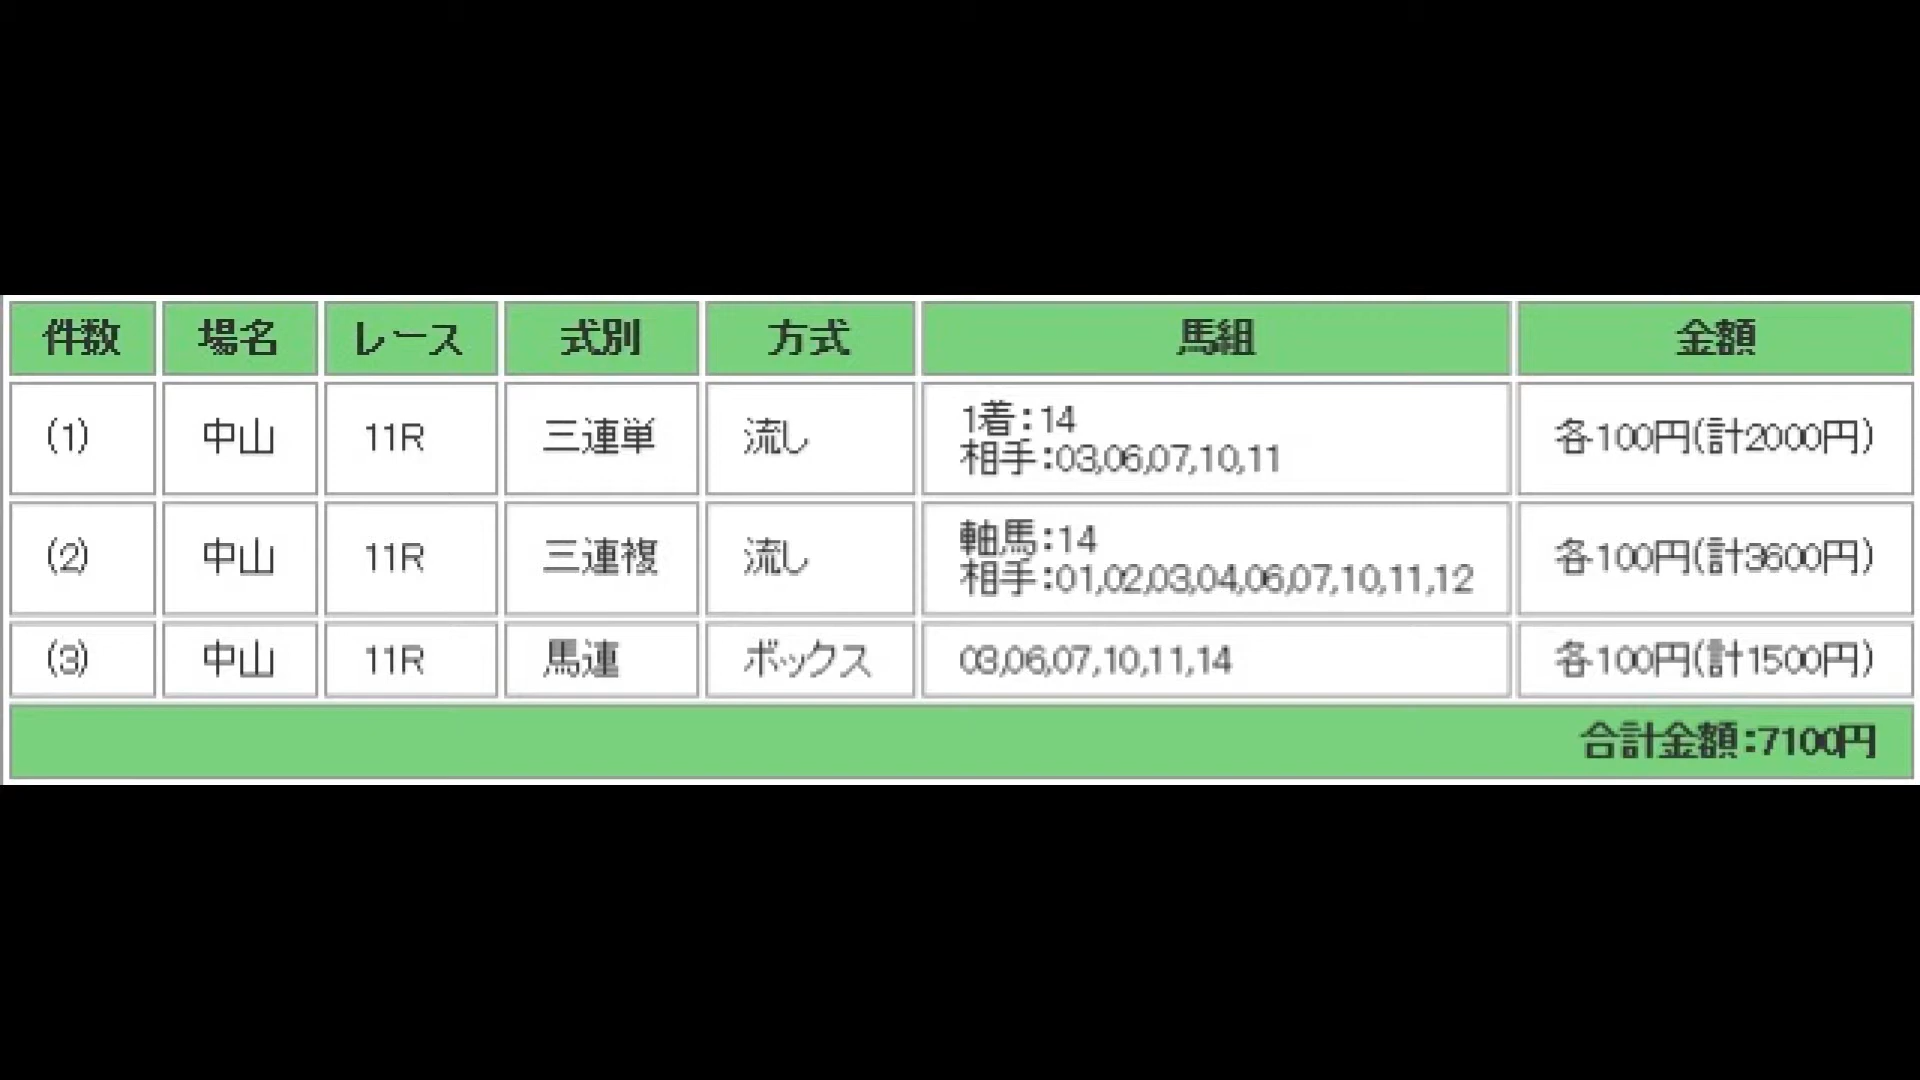 件数 場名 レース 式別 方式 馬組 金額
(1) 中山 11R 三連単 流し 1着:14 各100円(計2000円)
相手:03,06,07,10,11
(2) 中山 11R 三連複 流し 軸馬:14 各100円(計3600円)
相手:01,02,03,04,06,07,10,11,12
(3) 中山 11R 馬連 ボックス 03,06,07,10,11,14 各100円(計1500円)
合計金額:7100円